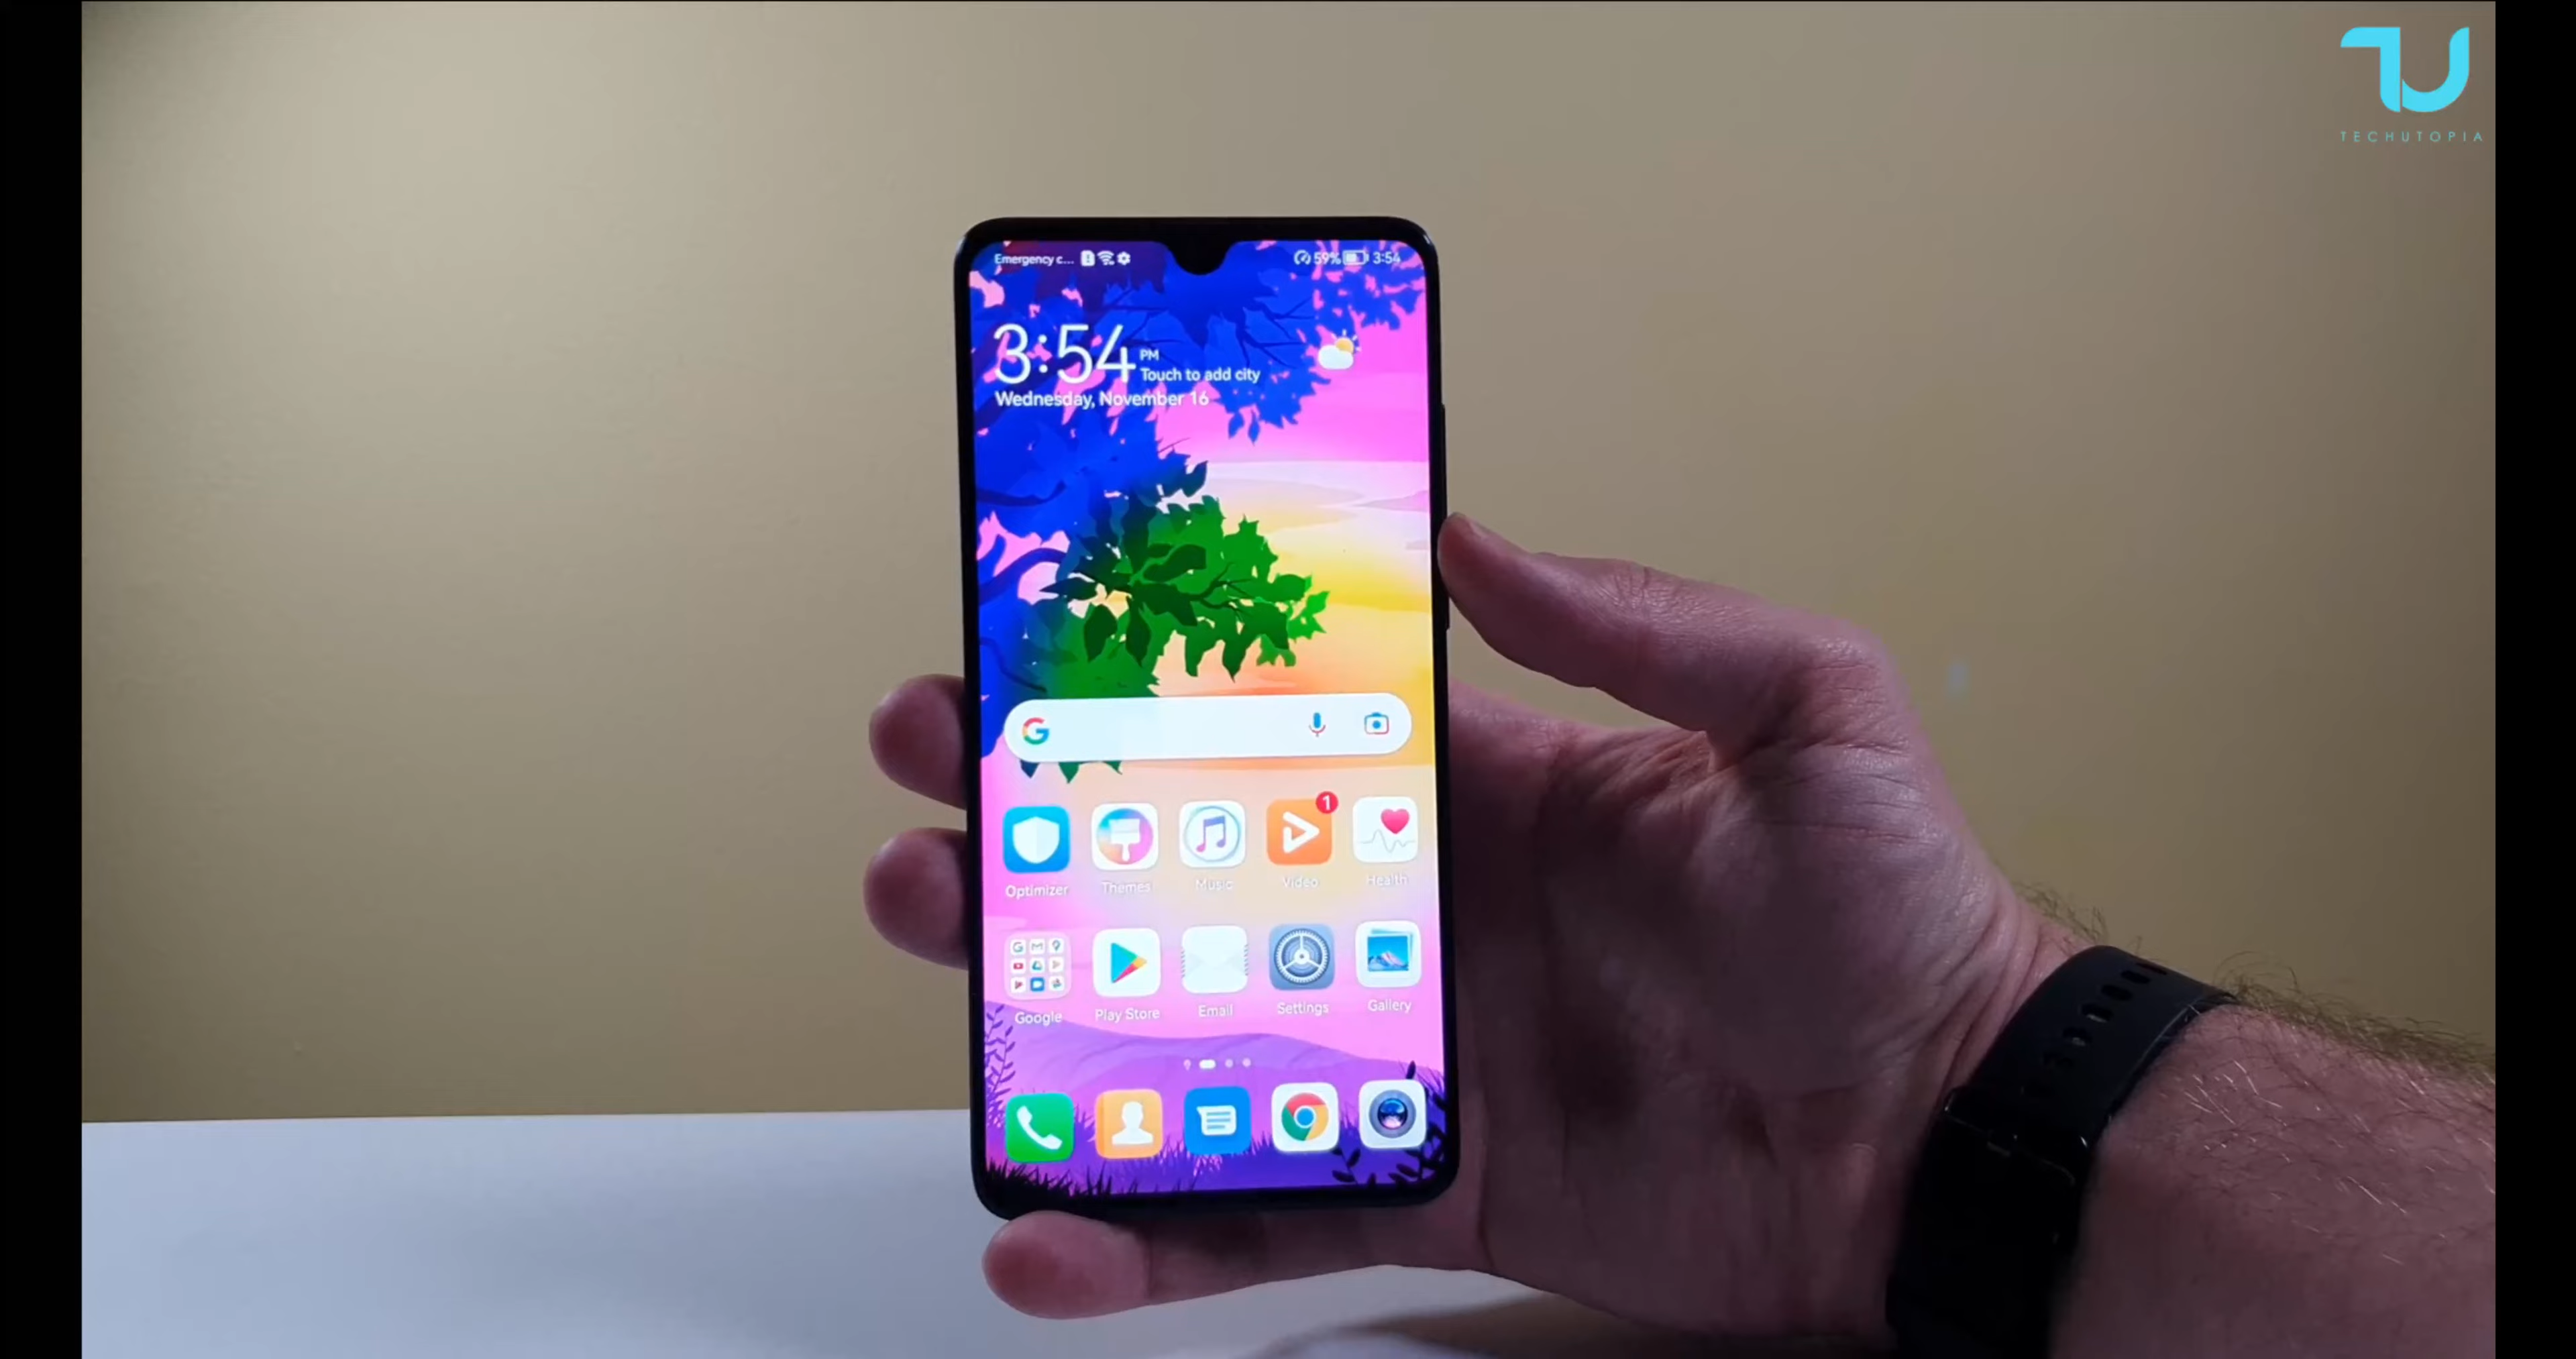 TECHUTOPIA
Emergency c...
59% 3:54
3:54 PM
Touch to add city
Wednesday, November 16
1
Optimizer Themes Music Video Health
Google Play Store Email Settings Gallery